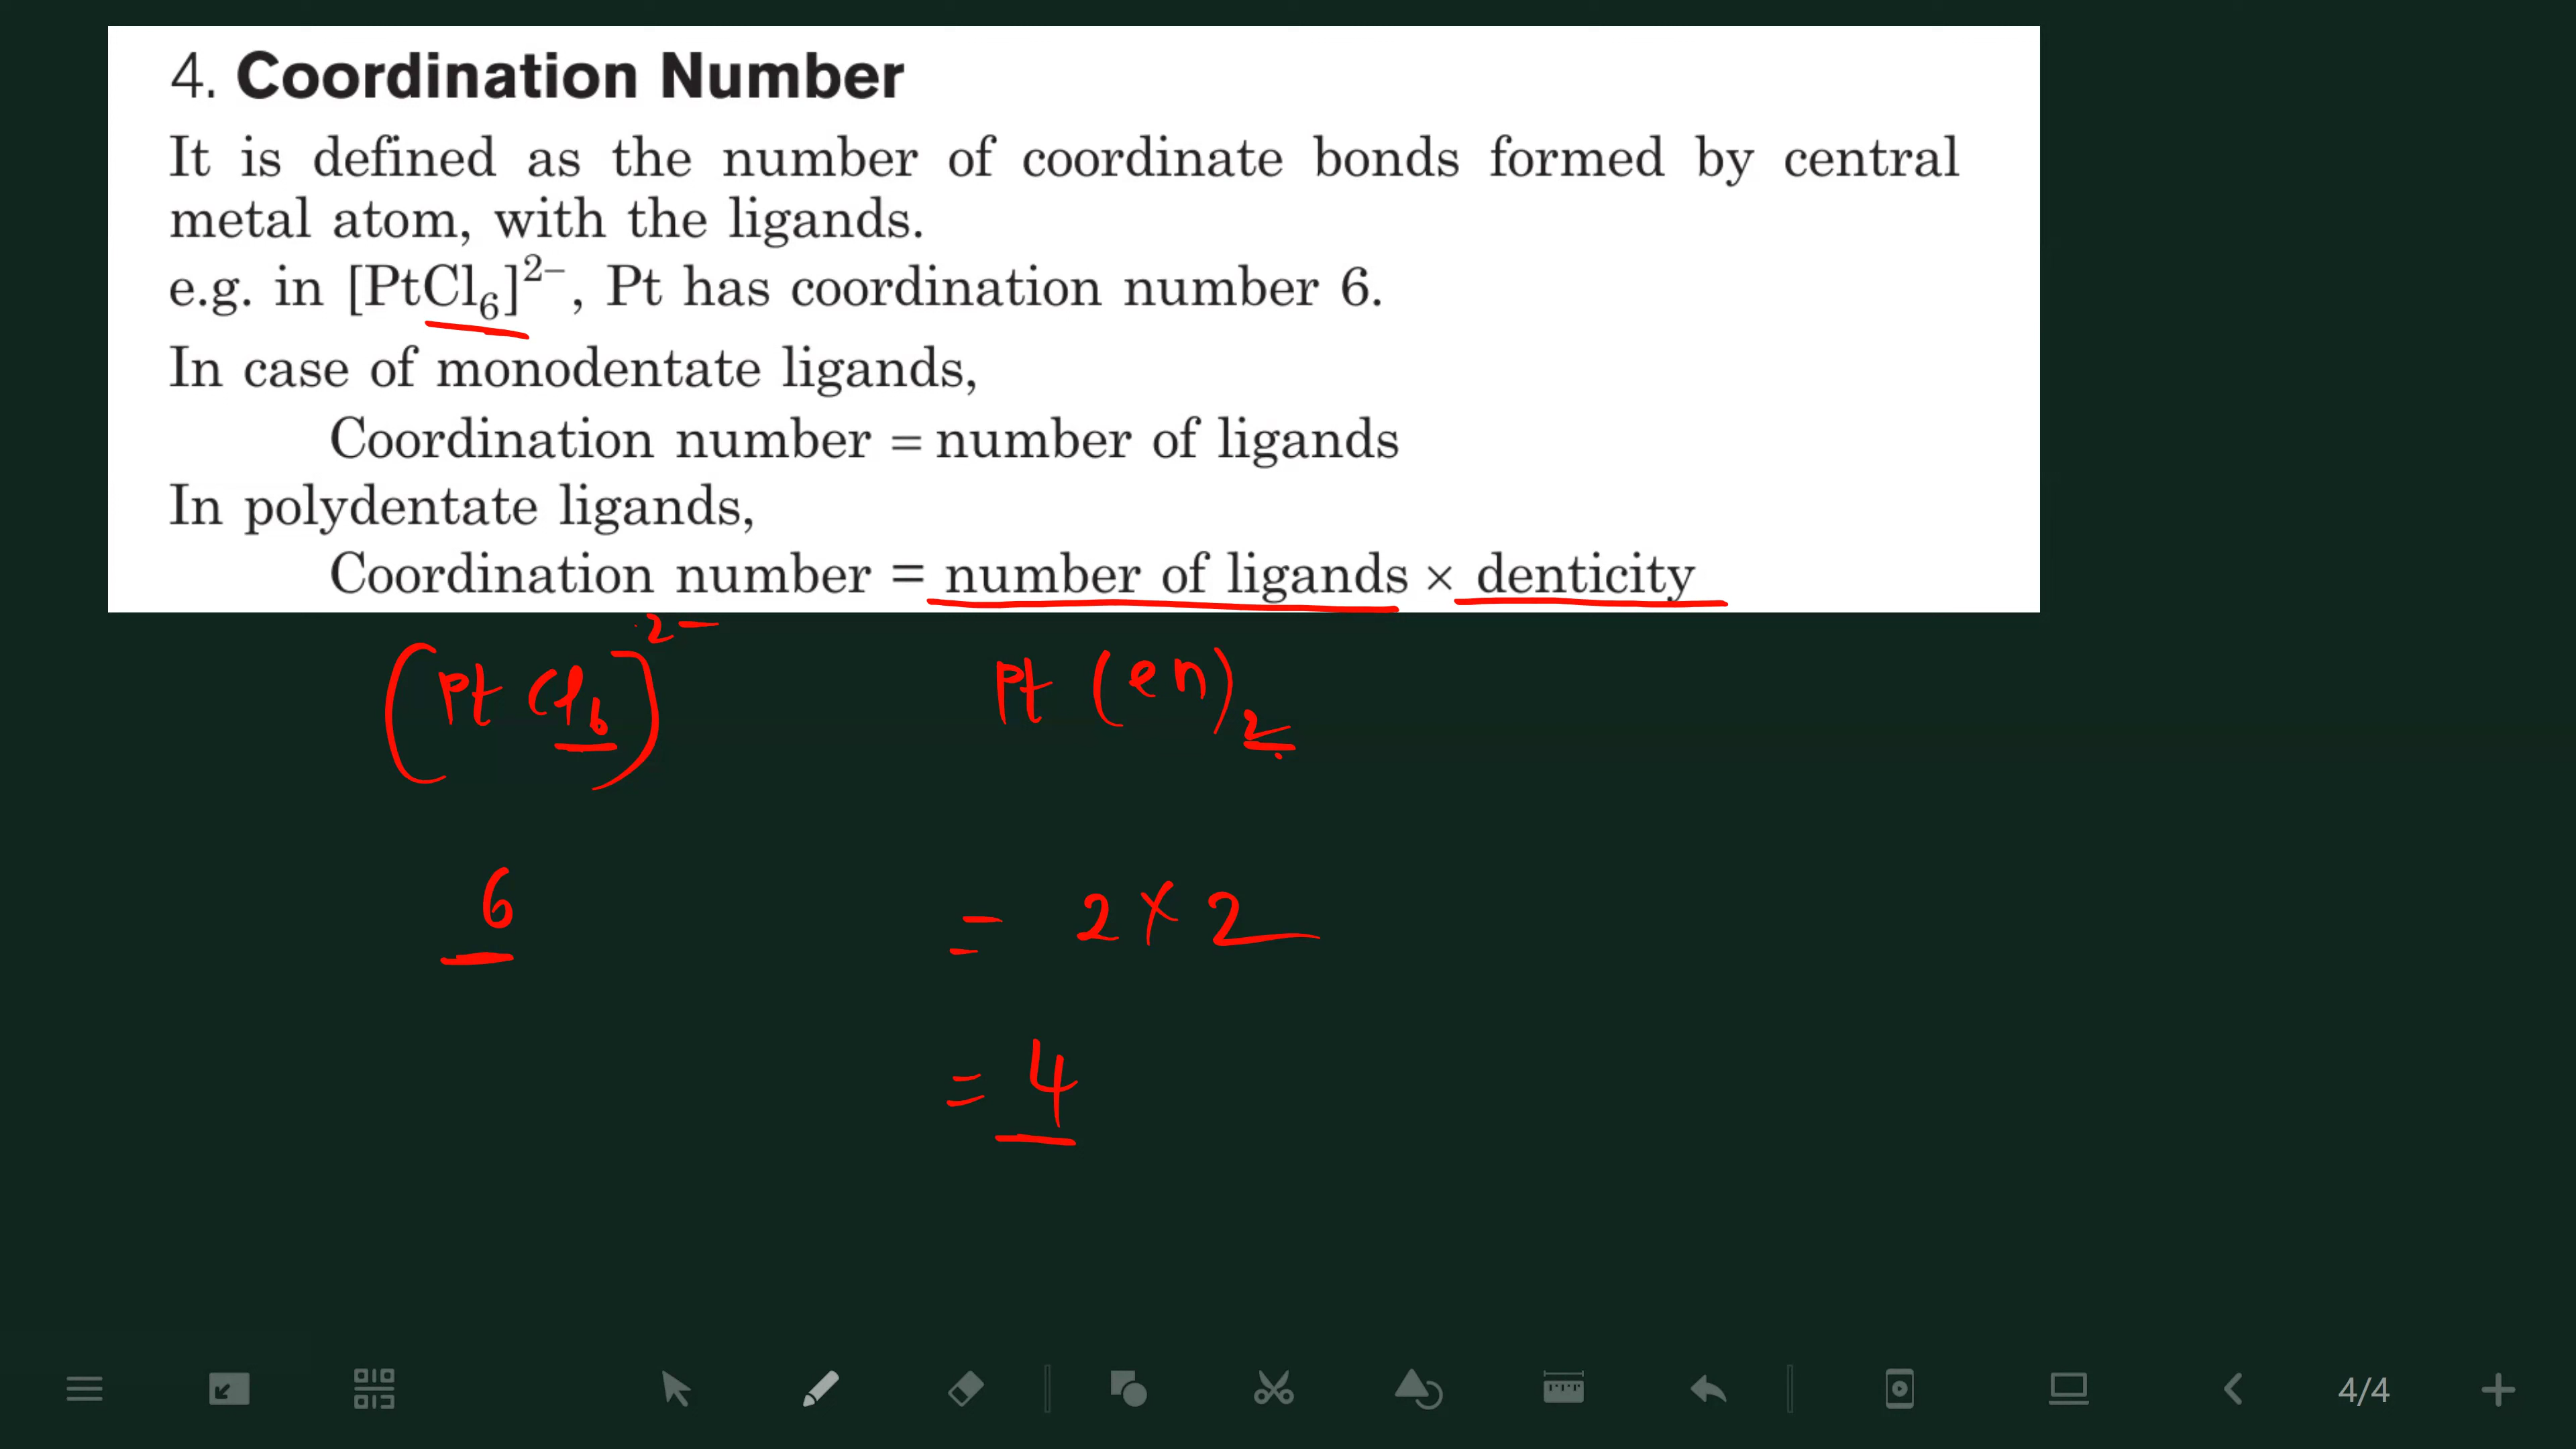 4. Coordination Number
It is defined as the number of coordinate bonds formed by central
metal atom, with the ligands.
e.g. in [PtCl₆]²⁻, Pt has coordination number 6.
In case of monodentate ligands,
Coordination number = number of ligands
In polydentate ligands,
Coordination number = number of ligands × denticity
(Pt Cl₆)²⁻ Pt (en)₂
6 = 2 × 2
= 4
4/4